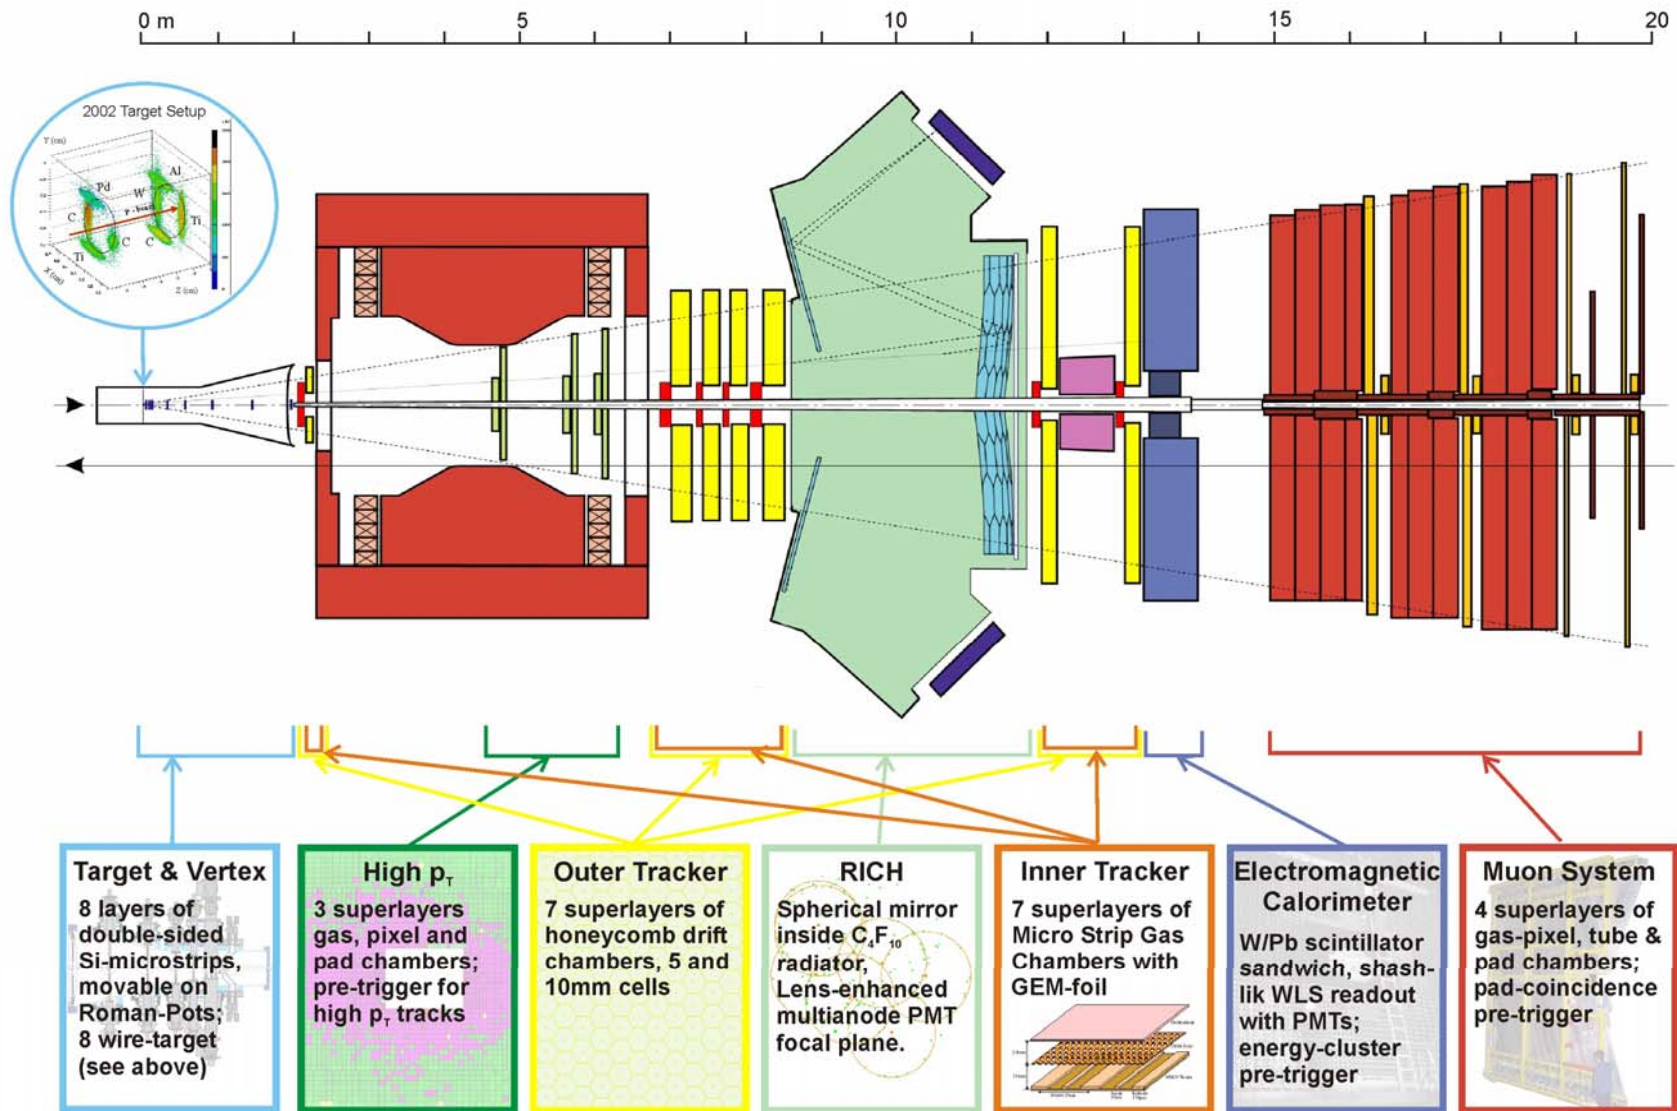 0 m 5 10 15 20
2002 Target Setup
Y (cm)
Al
Pd
W
C
P - beam
Ti
C
C
Ti
X (cm)
Z (cm)
Target & Vertex
8 layers of
double-sided
Si-microstrips,
movable on
Roman-Pots;
8 wire-target
(see above)
High pT
3 superlayers
gas, pixel and
pad chambers;
pre-trigger for
high pT tracks
Outer Tracker
7 superlayers of
honeycomb drift
chambers, 5 and
10mm cells
RICH
Spherical mirror
inside C4F10
radiator,
Lens-enhanced
multianode PMT
focal plane.
Inner Tracker
7 superlayers of
Micro Strip Gas
Chambers with
GEM-foil
Electromagnetic
Calorimeter
W/Pb scintillator
sandwich, shash-
lik WLS readout
with PMTs;
energy-cluster
pre-trigger
Muon System
4 superlayers of
gas-pixel, tube &
pad chambers;
pad-coincidence
pre-trigger